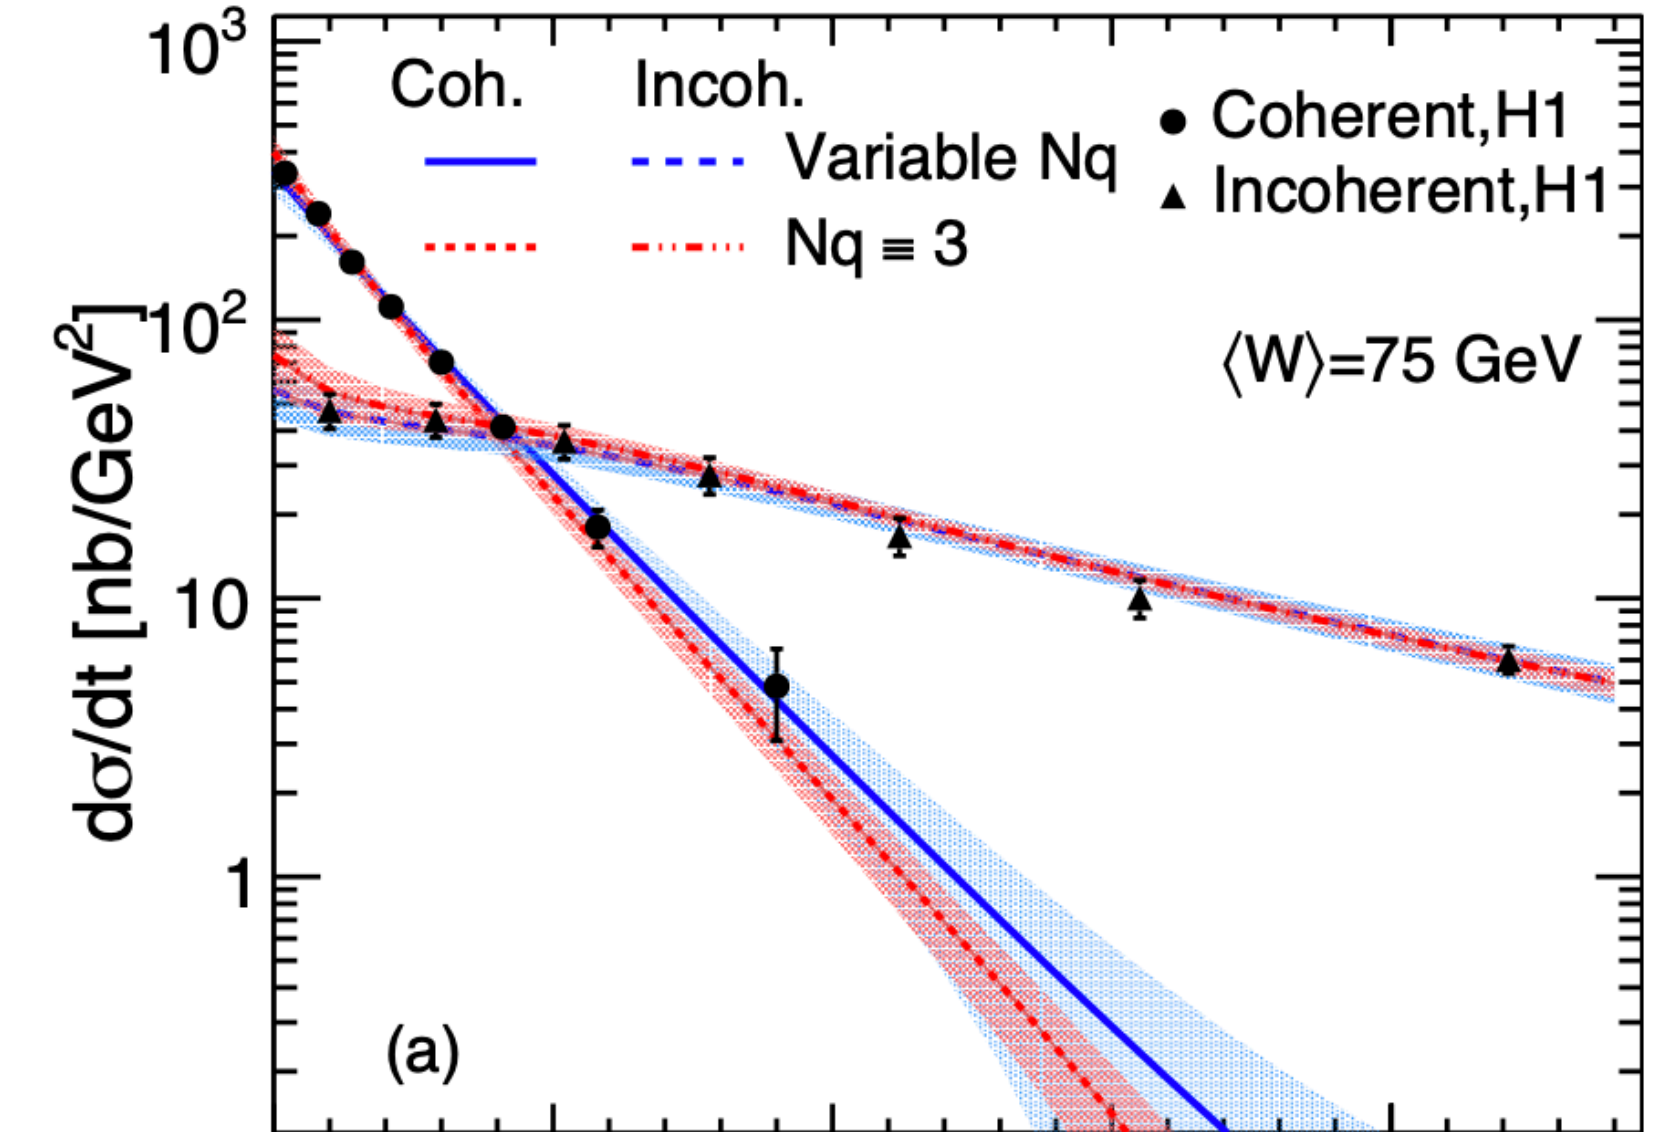 dσ/dt [nb/GeV²]
10³
10²
10
1
Coh. Incoh.
Variable Nq
Nq ≡ 3
Coherent,H1
Incoherent,H1
⟨W⟩=75 GeV
(a)